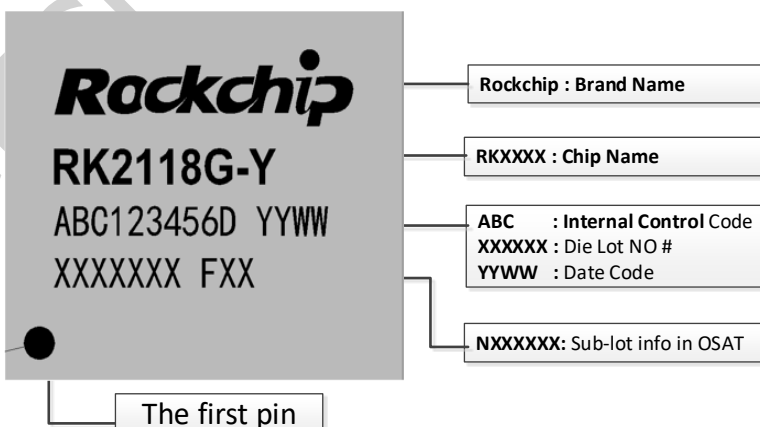 Rockchip
RK2118G-Y
ABC123456D YYWW
XXXXXXX FXX
The first pin
Rockchip : Brand Name
RKXXXX : Chip Name
ABC : Internal Control Code
XXXXXX : Die Lot NO #
YYWW : Date Code
NXXXXXX: Sub-lot info in OSAT